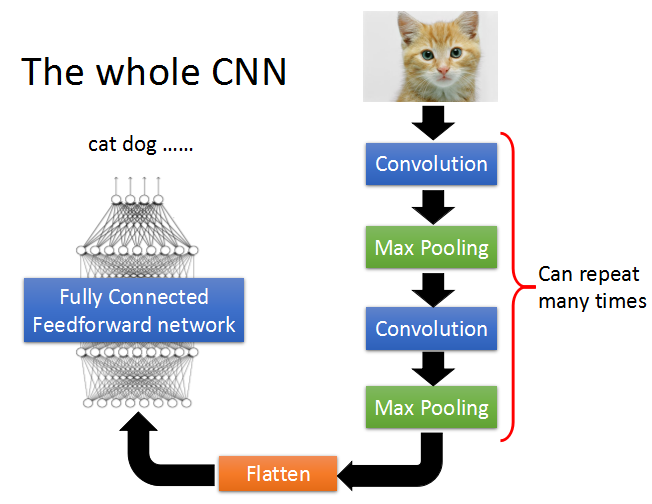 The whole CNN
cat dog ……
Convolution
Max Pooling
Convolution
Max Pooling
Can repeat
many times
Flatten
Fully Connected
Feedforward network